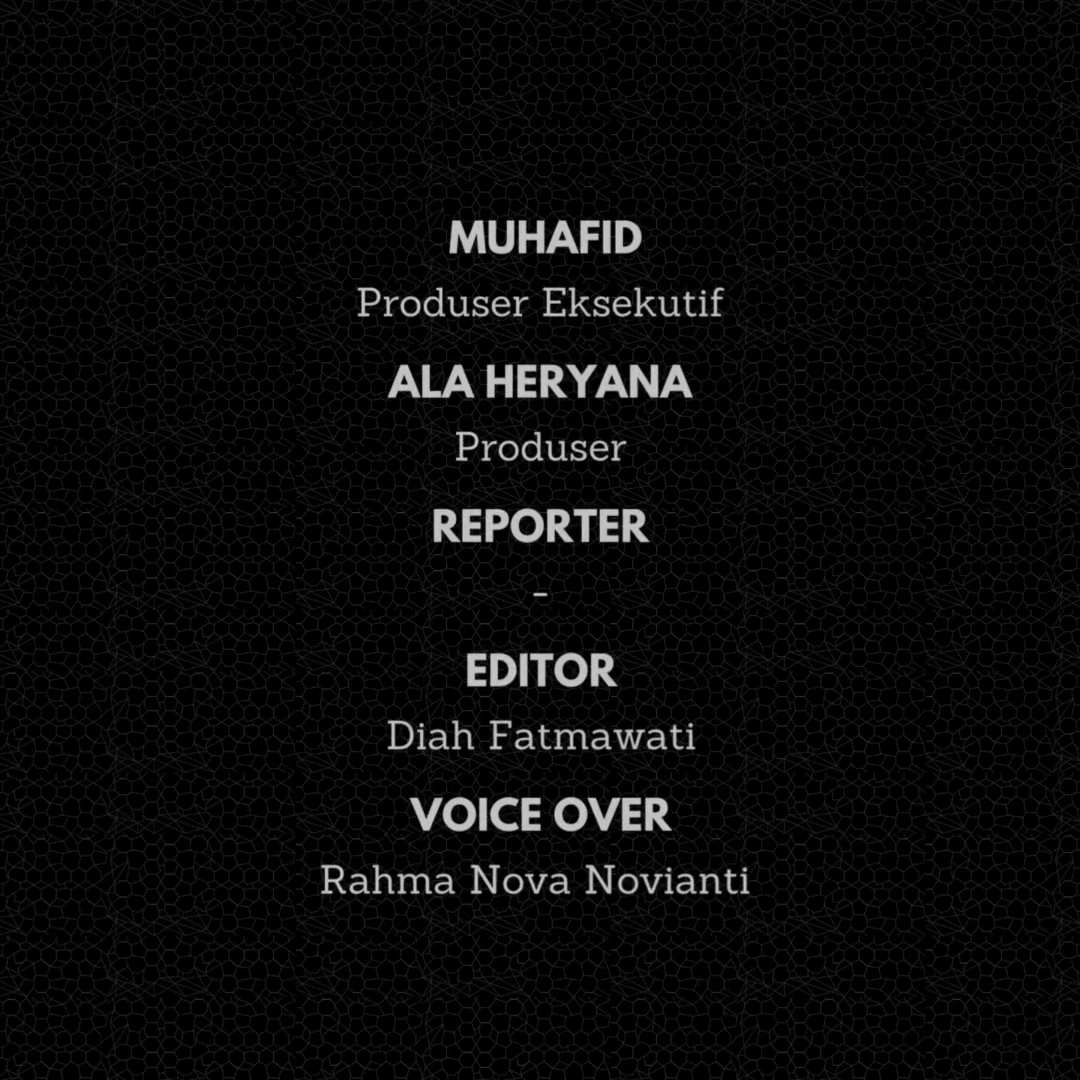 MUHAFID
Produser Eksekutif
ALA HERYANA
Produser
REPORTER
-
EDITOR
Diah Fatmawati
VOICE OVER
Rahma Nova Novianti